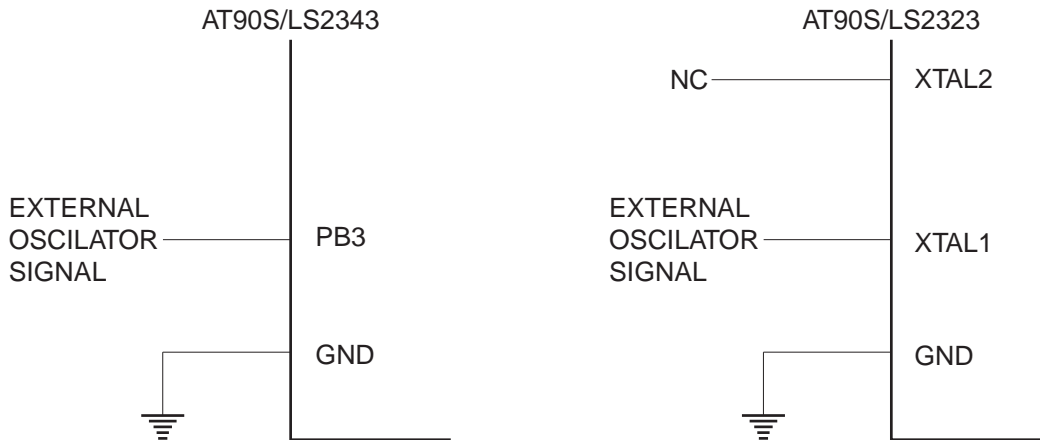 AT90S/LS2343
EXTERNAL
OSCILATOR
SIGNAL
PB3
GND
AT90S/LS2323
NC
XTAL2
EXTERNAL
OSCILATOR
SIGNAL
XTAL1
GND